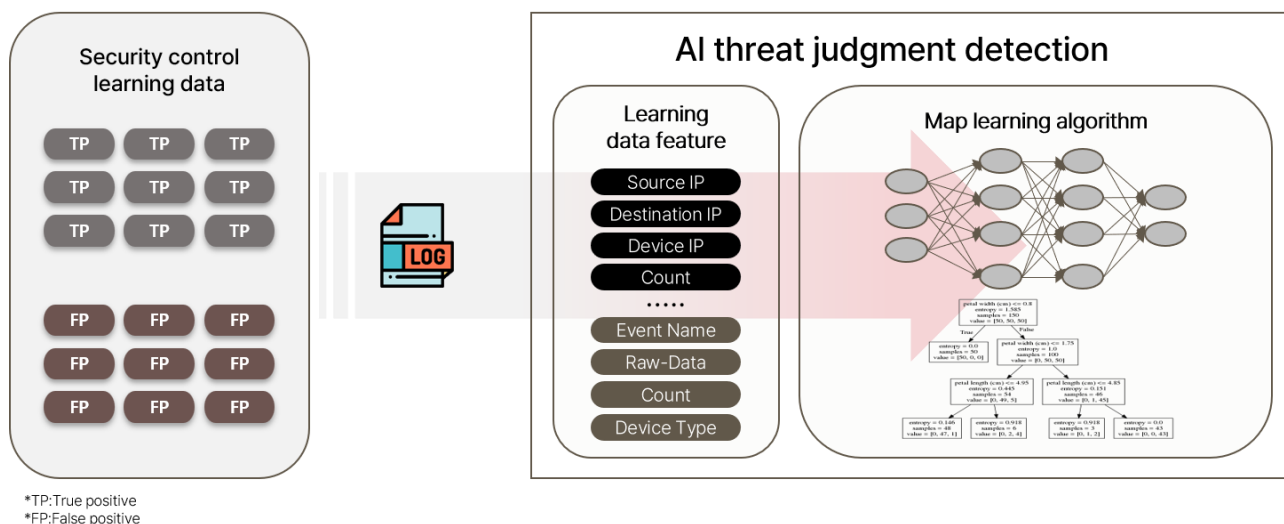 Security control
learning data
TP TP TP
TP TP TP
TP TP TP
FP FP FP
FP FP FP
FP FP FP
*TP:True positive
*FP:False positive
LOG
AI threat judgment detection
Learning
data feature
Source IP
Destination IP
Device IP
Count
.....
Event Name
Raw-Data
Count
Device Type
Map learning algorithm
petal width (cm) <= 0.8
entropy = 1.585
samples = 150
value = [50, 50, 50]
True
False
entropy = 0.0
samples = 50
value = [50, 0, 0]
petal width (cm) <= 1.75
entropy = 1.0
samples = 100
value = [0, 50, 50]
petal length (cm) <= 4.95
entropy = 0.445
samples = 54
value = [0, 49, 5]
petal length (cm) <= 4.85
entropy = 0.151
samples = 46
value = [0, 1, 45]
entropy = 0.146
samples = 48
value = [0, 47, 1]
entropy = 0.918
samples = 6
value = [0, 2, 4]
entropy = 0.918
samples = 3
value = [0, 1, 2]
entropy = 0.0
samples = 43
value = [0, 0, 43]